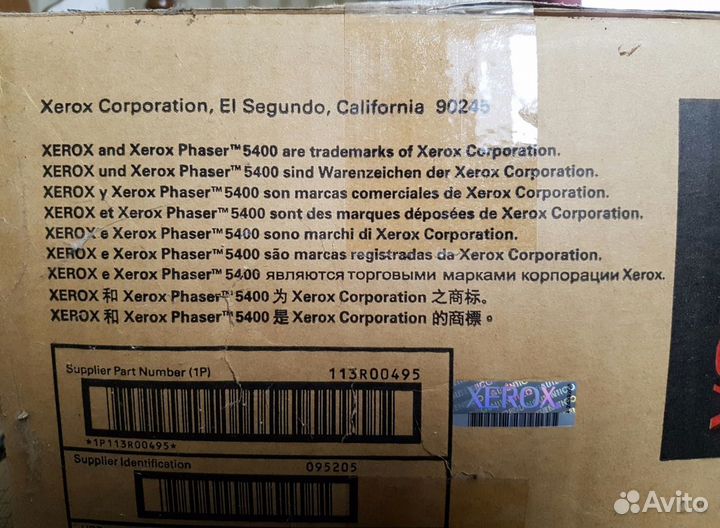 Xerox Corporation, El Segundo, California 90245
XEROX and Xerox Phaser™ 5400 are trademarks of Xerox Corporation.
XEROX und Xerox Phaser™ 5400 sind Warenzeichen der Xerox Corporation.
XEROX y Xerox Phaser™ 5400 son marcas comerciales de Xerox Corporation.
XEROX et Xerox Phaser™ 5400 sont des marques déposées de Xerox Corporation.
XEROX e Xerox Phaser™ 5400 sono marchi di Xerox Corporation.
XEROX e Xerox Phaser™ 5400 são marcas registradas da Xerox Corporation.
XEROX e Xerox Phaser™ 5400 являются торговыми марками корпорации Xerox.
XEROX 和 Xerox Phaser™ 5400 为 Xerox Corporation 之商标。
XEROX 和 Xerox Phaser™ 5400 是 Xerox Corporation 的商標。
Supplier Part Number (1P) 113R00495
XEROX
*1P113R00495*
Supplier Identification 095205
Avito